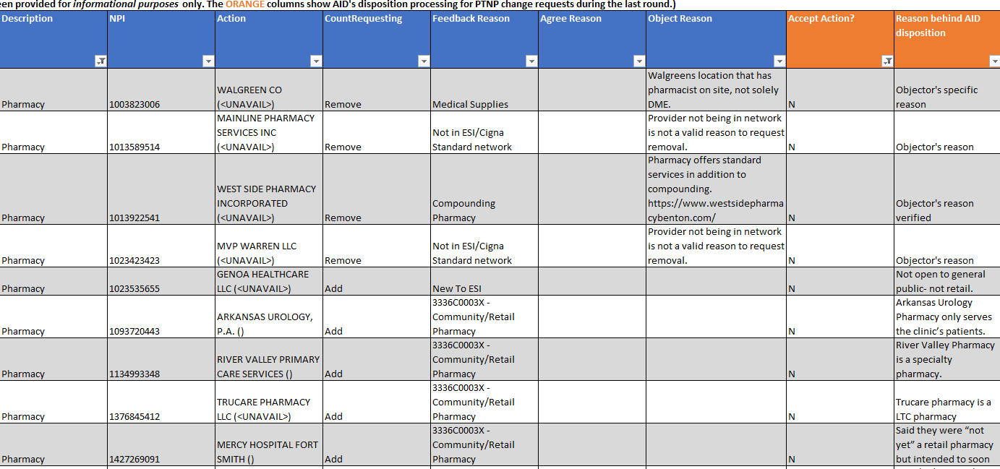 en provided for informational purposes only. The ORANGE columns show AID's disposition processing for PTNP change requests during the last round.)
Description NPI Action CountRequesting Feedback Reason Agree Reason Object Reason Accept Action? Reason behind AID
disposition
Walgreens location that has
WALGREEN CO pharmacist on site, not solely Objector's specific
Pharmacy 1003823006 (<UNAVAIL>) Remove Medical Supplies DME. N reason
MAINLINE PHARMACY Provider not being in network
SERVICES INC Not in ESI/Cigna is not a valid reason to request
Pharmacy 1013589514 (<UNAVAIL>) Remove Standard network removal. N Objector's reason
Pharmacy offers standard
services in addition to
WEST SIDE PHARMACY compounding.
INCORPORATED Compounding https://www.westsidepharma Objector's reason
Pharmacy 1013922541 (<UNAVAIL>) Remove Pharmacy cybenton.com/ N verified
Provider not being in network
MVP WARREN LLC Not in ESI/Cigna is not a valid reason to request
Pharmacy 1023423423 (<UNAVAIL>) Remove Standard network removal. N Objector's reason
GENOA HEALTHCARE Not open to general
Pharmacy 1023535655 LLC (<UNAVAIL>) Add New To ESI N public- not retail.
3336C0003X - Arkansas Urology
ARKANSAS UROLOGY, Community/Retail Pharmacy only serves
Pharmacy 1093720443 P.A. () Add Pharmacy N the clinic’s patients.
3336C0003X - River Valley Pharmacy
RIVER VALLEY PRIMARY Community/Retail is a specialty
Pharmacy 1134993348 CARE SERVICES () Add Pharmacy N pharmacy.
3336C0003X -
TRUCARE PHARMACY Community/Retail Trucare pharmacy is a
Pharmacy 1376845412 LLC (<UNAVAIL>) Add Pharmacy N LTC pharmacy
3336C0003X - Said they were “not
MERCY HOSPITAL FORT Community/Retail yet” a retail pharmacy
Pharmacy 1427269091 SMITH () Add Pharmacy N but intended to soon